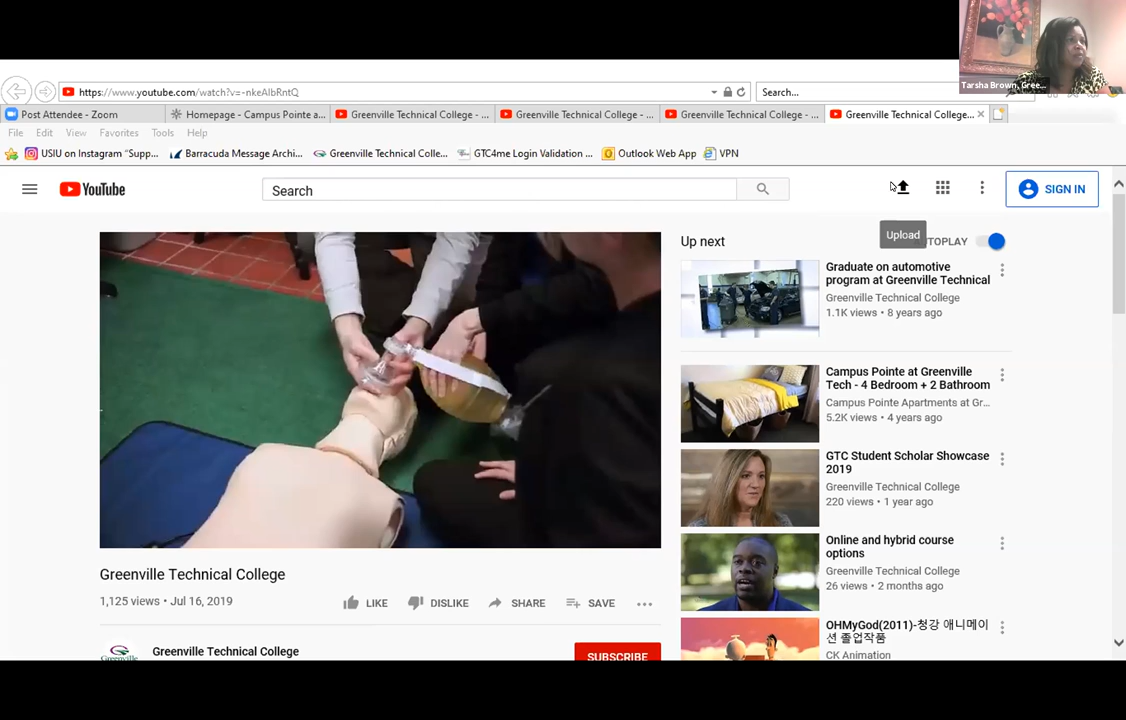 Tarsha Brown, Gree...
https://www.youtube.com/watch?v=-nkeAlbRntQ
Search...
Post Attendee - Zoom
Homepage - Campus Pointe a...
Greenville Technical College - ...
Greenville Technical College - ...
Greenville Technical College - ...
Greenville Technical College...
File Edit View Favorites Tools Help
USIU on Instagram “Supp...
Barracuda Message Archi...
Greenville Technical Colle...
GTC4me Login Validation ...
Outlook Web App
VPN
YouTube
Search
SIGN IN
Upload
Up next
UTOPLAY
Graduate on automotive
program at Greenville Technical
Greenville Technical College
1.1K views • 8 years ago
Campus Pointe at Greenville
Tech - 4 Bedroom + 2 Bathroom
Campus Pointe Apartments at Gr...
5.2K views • 4 years ago
GTC Student Scholar Showcase
2019
Greenville Technical College
220 views • 1 year ago
Online and hybrid course
options
Greenville Technical College
26 views • 2 months ago
OHMyGod(2011)-청강 애니메이
션 졸업작품
CK Animation
Greenville Technical College
1,125 views • Jul 16, 2019
LIKE
DISLIKE
SHARE
SAVE
Greenville
Greenville Technical College
SUBSCRIBE